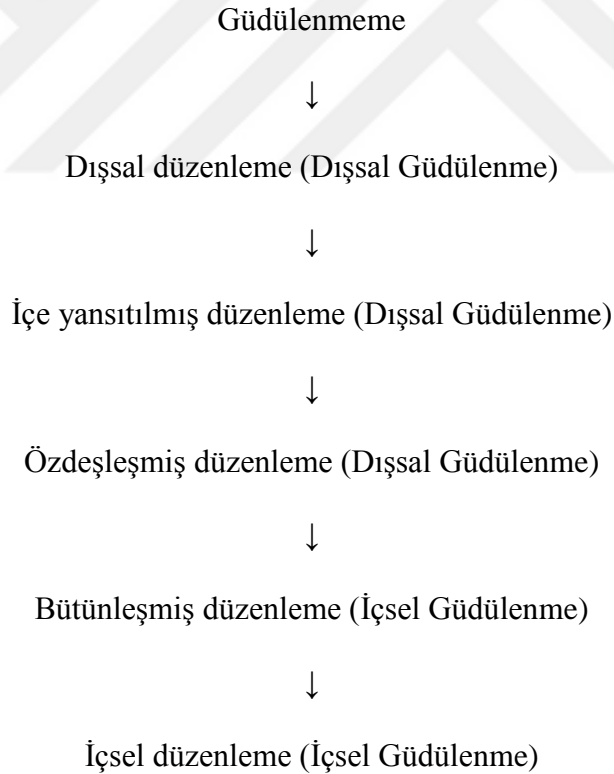 Güdülenmeme
↓
Dışsal düzenleme (Dışsal Güdülenme)
↓
İçe yansıtılmış düzenleme (Dışsal Güdülenme)
↓
Özdeşleşmiş düzenleme (Dışsal Güdülenme)
↓
Bütünleşmiş düzenleme (İçsel Güdülenme)
↓
İçsel düzenleme (İçsel Güdülenme)